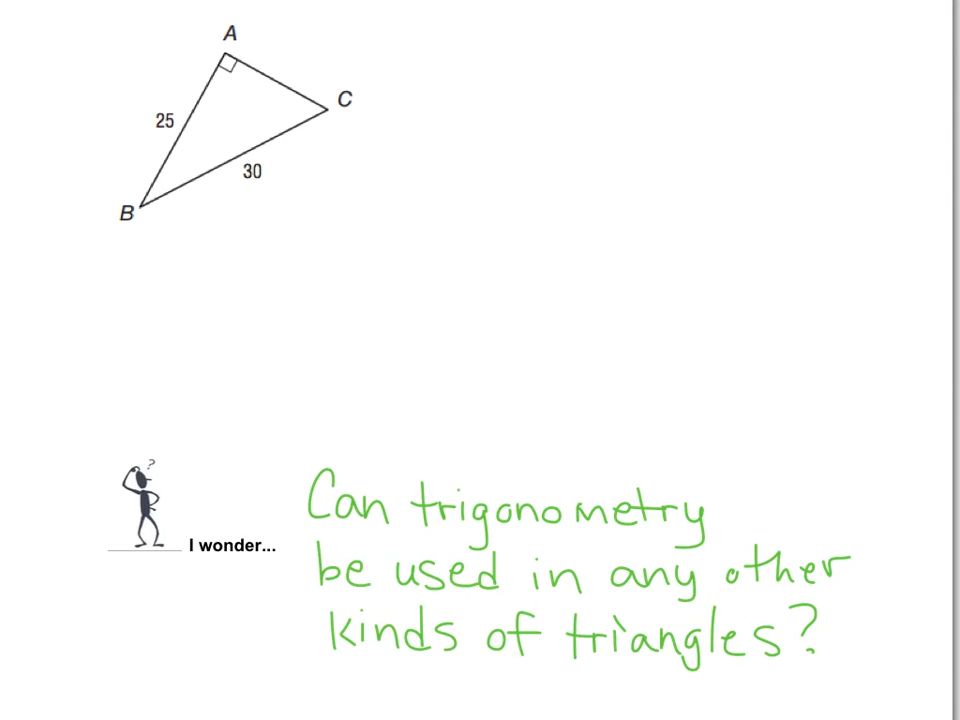 A
C
25
30
B
?
I wonder...
Can trigonometry
be used in any other
kinds of triangles?